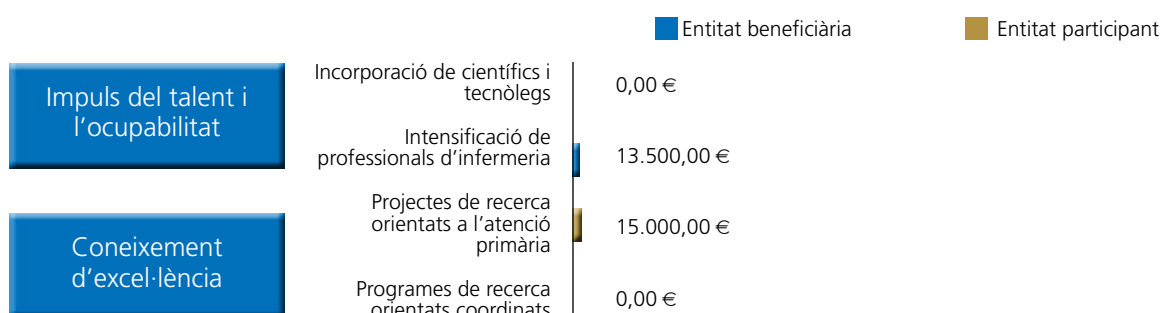 Entitat beneficiària
Entitat participant
Impuls del talent i
l’ocupabilitat
Incorporació de científics i
tecnòlegs
0,00 €
Intensificació de
professionals d’infermeria
13.500,00 €
Coneixement
d’excel·lència
Projectes de recerca
orientats a l’atenció
primària
15.000,00 €
Programes de recerca
orientats coordinats
0,00 €